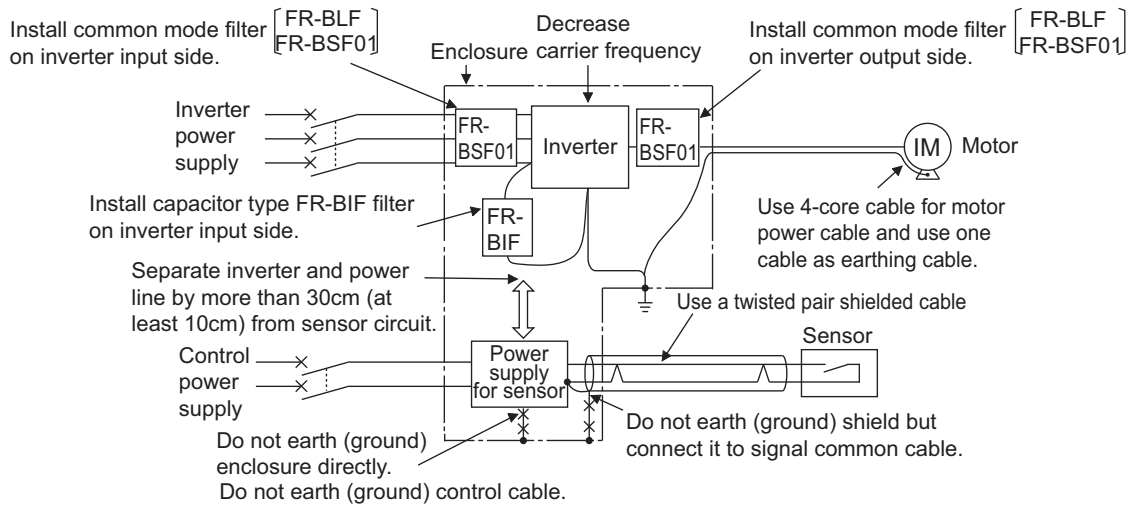 Install common mode filter
on inverter input side.
FR-BLF
FR-BSF01
Enclosure
Decrease
carrier frequency
Install common mode filter
on inverter output side.
FR-BLF
FR-BSF01
Inverter
power
supply
FR-
BSF01
Inverter
FR-
BSF01
IM
Motor
Install capacitor type FR-BIF filter
on inverter input side.
FR-
BIF
Use 4-core cable for motor
power cable and use one
cable as earthing cable.
Separate inverter and power
line by more than 30cm (at
least 10cm) from sensor circuit.
Use a twisted pair shielded cable
Sensor
Control
power
supply
Power
supply
for sensor
Do not earth (ground) shield but
connect it to signal common cable.
Do not earth (ground)
enclosure directly.
Do not earth (ground) control cable.